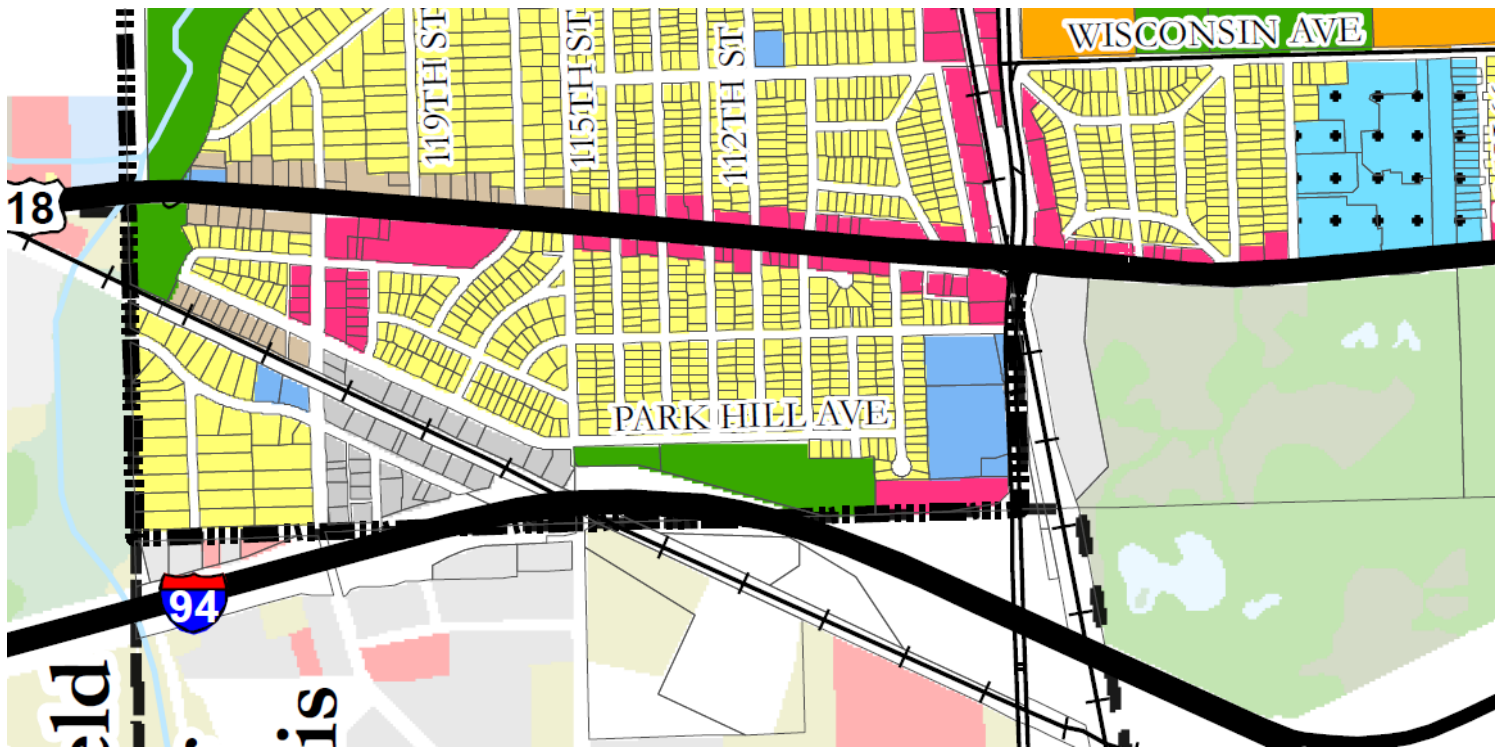 WISCONSIN AVE
119TH ST
115TH ST
112TH ST
18
PARK HILL AVE
94
eld
is